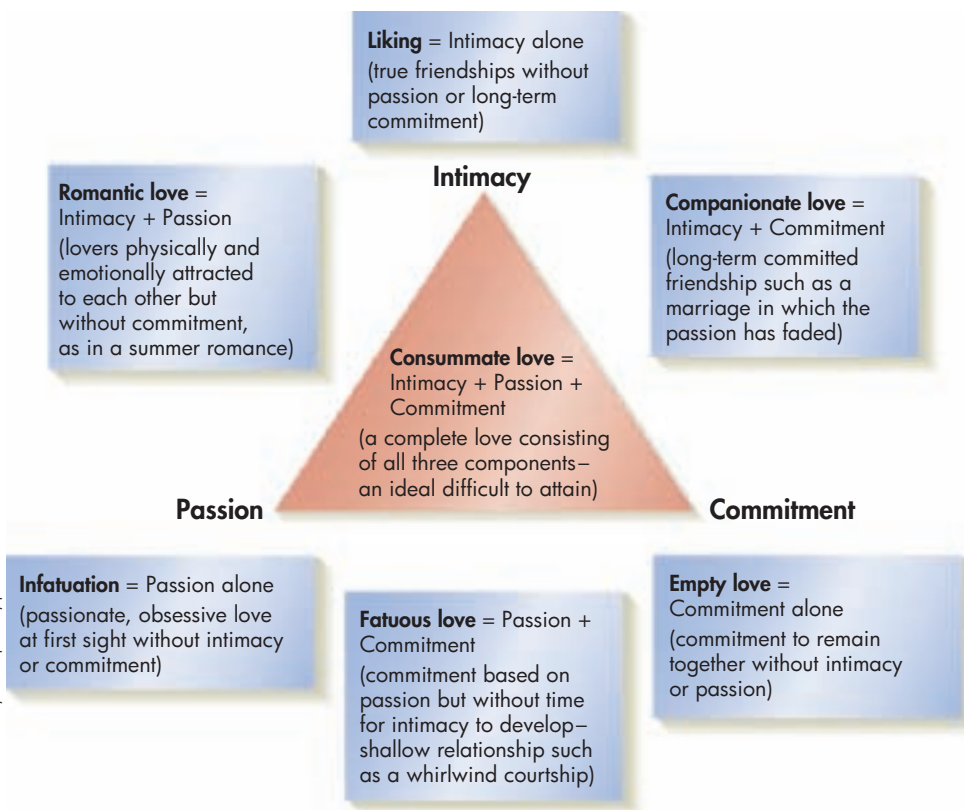 Liking = Intimacy alone
(true friendships without
passion or long-term
commitment)
Intimacy
Romantic love =
Intimacy + Passion
(lovers physically and
emotionally attracted
to each other but
without commitment,
as in a summer romance)
Companionate love =
Intimacy + Commitment
(long-term committed
friendship such as a
marriage in which the
passion has faded)
Consummate love =
Intimacy + Passion +
Commitment
(a complete love consisting
of all three components–
an ideal difficult to attain)
Passion
Commitment
Infatuation = Passion alone
(passionate, obsessive love
at first sight without intimacy
or commitment)
Fatuous love = Passion +
Commitment
(commitment based on
passion but without time
for intimacy to develop–
shallow relationship such
as a whirlwind courtship)
Empty love =
Commitment alone
(commitment to remain
together without intimacy
or passion)